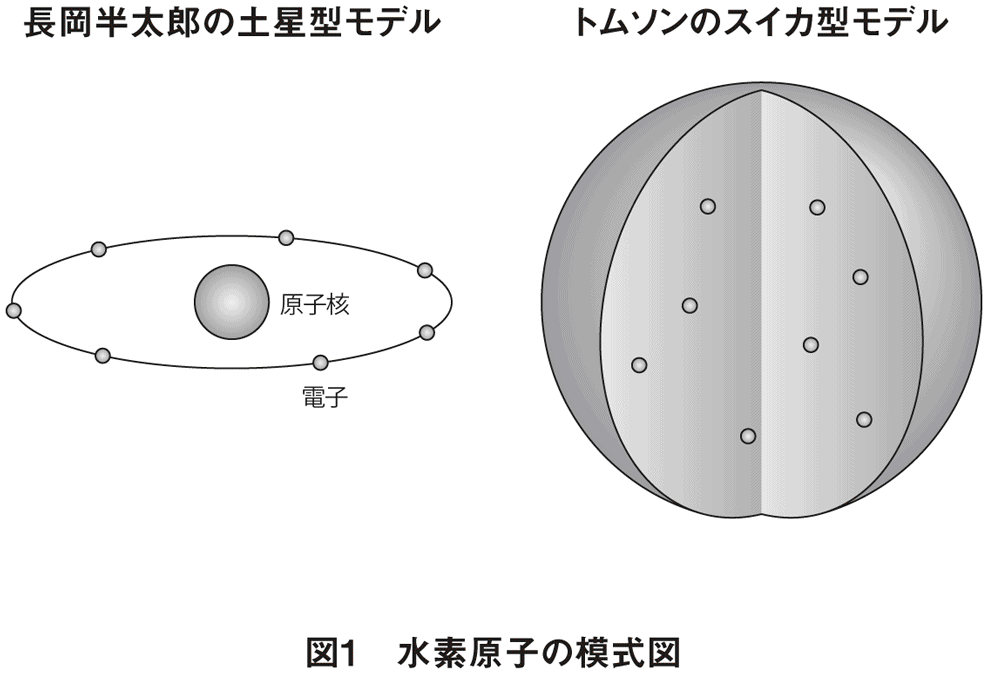 長岡半太郎の土星型モデル
トムソンのスイカ型モデル
原子核
電子
図1 水素原子の模式図